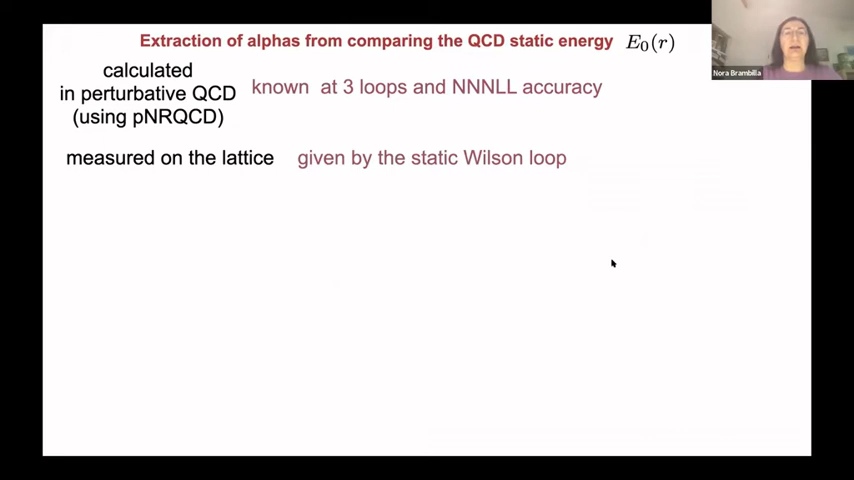 Extraction of alphas from comparing the QCD static energy E₀(r)
calculated
in perturbative QCD
(using pNRQCD)
known at 3 loops and NNNLL accuracy
measured on the lattice given by the static Wilson loop
Nora Brambilla